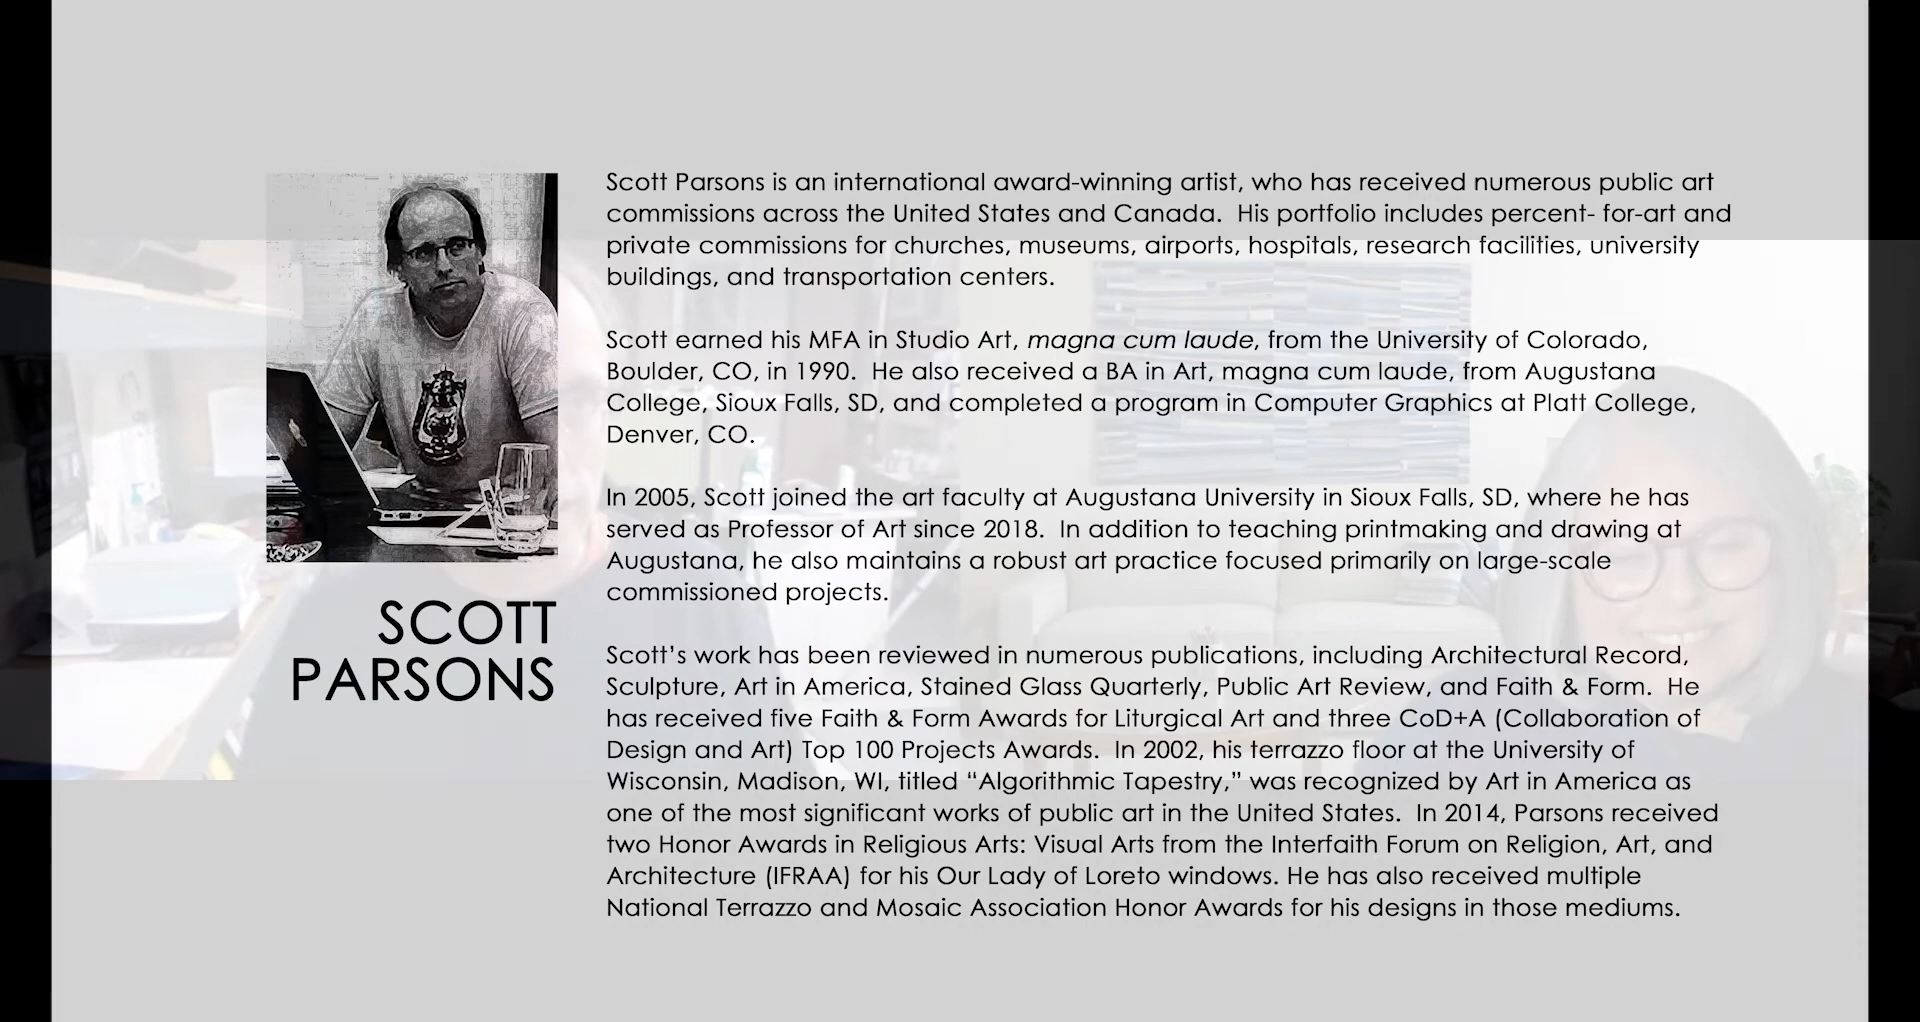 SCOTT
PARSONS
Scott Parsons is an international award-winning artist, who has received numerous public art
commissions across the United States and Canada.  His portfolio includes percent- for-art and
private commissions for churches, museums, airports, hospitals, research facilities, university
buildings, and transportation centers.
Scott earned his MFA in Studio Art, magna cum laude, from the University of Colorado,
Boulder, CO, in 1990.  He also received a BA in Art, magna cum laude, from Augustana
College, Sioux Falls, SD, and completed a program in Computer Graphics at Platt College,
Denver, CO.
In 2005, Scott joined the art faculty at Augustana University in Sioux Falls, SD, where he has
served as Professor of Art since 2018.  In addition to teaching printmaking and drawing at
Augustana, he also maintains a robust art practice focused primarily on large-scale
commissioned projects.
Scott’s work has been reviewed in numerous publications, including Architectural Record,
Sculpture, Art in America, Stained Glass Quarterly, Public Art Review, and Faith & Form.  He
has received five Faith & Form Awards for Liturgical Art and three CoD+A (Collaboration of
Design and Art) Top 100 Projects Awards.  In 2002, his terrazzo floor at the University of
Wisconsin, Madison, WI, titled “Algorithmic Tapestry,” was recognized by Art in America as
one of the most significant works of public art in the United States.  In 2014, Parsons received
two Honor Awards in Religious Arts: Visual Arts from the Interfaith Forum on Religion, Art, and
Architecture (IFRAA) for his Our Lady of Loreto windows. He has also received multiple
National Terrazzo and Mosaic Association Honor Awards for his designs in those mediums.